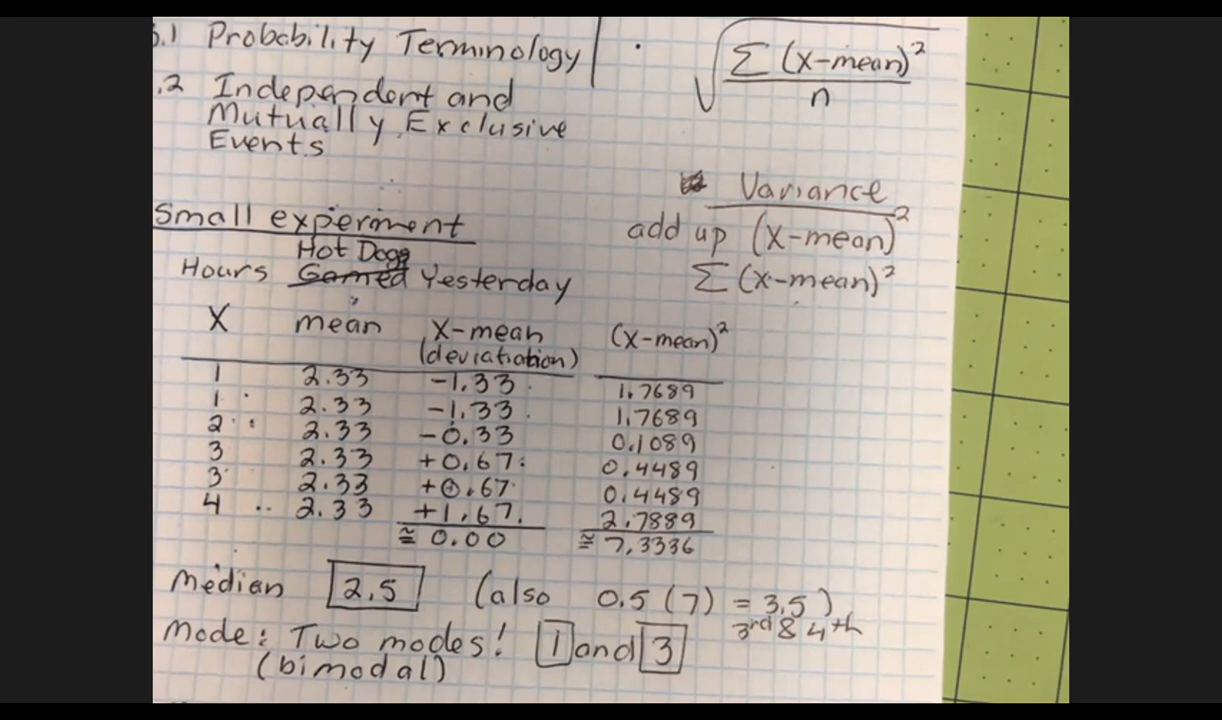 5.1 Probability Terminology
.2 Independent and
Mutually Exclusive
Events
√ Σ (x-mean)²
n
Variance
add up (x-mean)²
Σ (x-mean)²
Small experiment
Hot Dogs
Hours Gamed Yesterday
X mean X-mean (x-mean)²
(deviatiation)
1 2.33 -1.33 1.7689
1 2.33 -1.33 1.7689
2 2.33 -0.33 0.1089
3 2.33 +0.67 0.4489
3 2.33 +0.67 0.4489
4 2.33 +1.67 2.7889
≅ 0.00 ≅ 7.3336
Median 2.5 (also 0.5(7) = 3.5)
3rd & 4th
Mode: Two modes! 1 and 3
(bimodal)